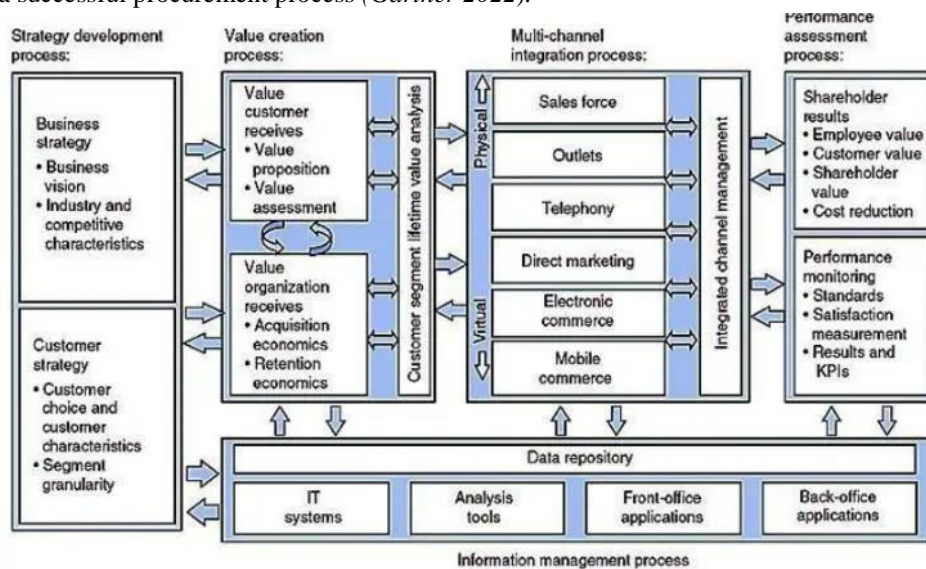 a successful procurement process (Gartner 2022).
Strategy development
process:
Business
strategy
• Business
vision
• Industry and
competitive
characteristics
Customer
strategy
• Customer
choice and
customer
characteristics
• Segment
granularity
Value creation
process:
Value
customer
receives
• Value
proposition
• Value
assessment
Value
organization
receives
• Acquisition
economics
• Retention
economics
Customer segment lifetime value analysis
Multi-channel
integration process:
Physical
Virtual
Sales force
Outlets
Telephony
Direct marketing
Electronic
commerce
Mobile
commerce
Integrated channel management
Performance
assessment
process:
Shareholder
results
• Employee value
• Customer value
• Shareholder
value
• Cost reduction
Performance
monitoring
• Standards
• Satisfaction
measurement
• Results and
KPIs
Data repository
IT
systems
Analysis
tools
Front-office
applications
Back-office
applications
Information management process